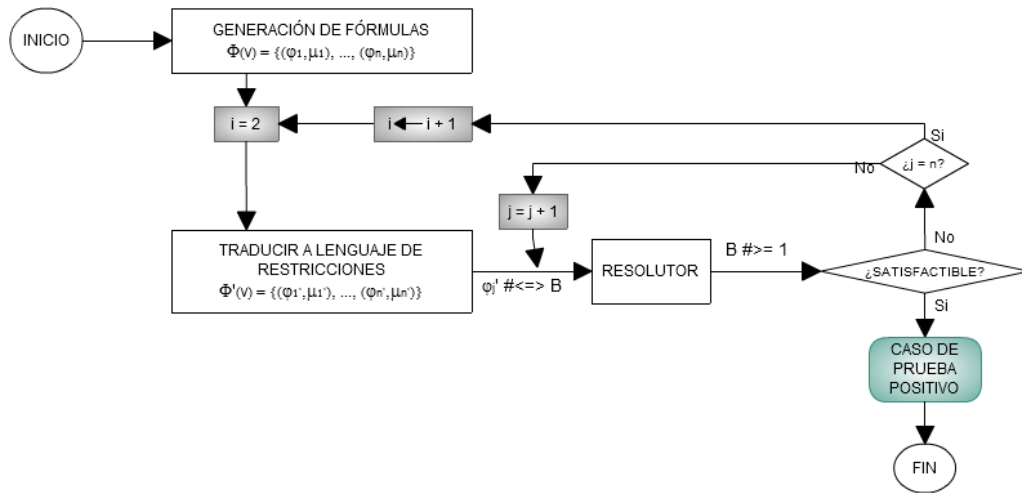 INICIO
GENERACIÓN DE FÓRMULAS
Φ(V) = {(φ1,μ1), ..., (φn,μn)}
i = 2
i ← i + 1
Si
¿j = n?
No
j = j + 1
TRADUCIR A LENGUAJE DE
RESTRICCIONES
Φ'(V) = {(φ1',μ1'), ..., (φn',μn')}
φj' #<=> B
RESOLUTOR
B #>= 1
No
¿SATISFACTIBLE?
Si
CASO DE
PRUEBA
POSITIVO
FIN